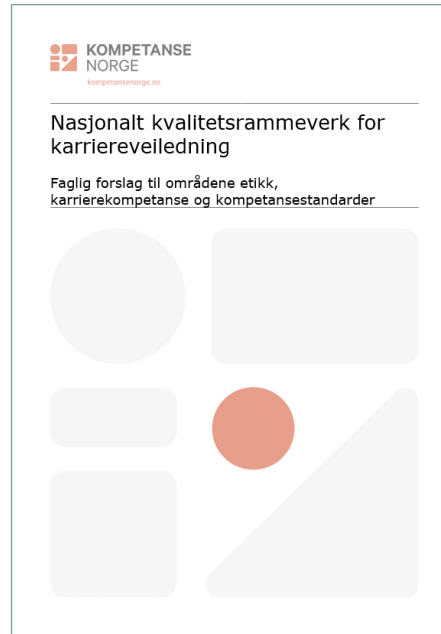 KOMPETANSE
NORGE
kompetansenorge.no
Nasjonalt kvalitetsrammeverk for
karriereveiledning
Faglig forslag til områdene etikk,
karrierekompetanse og kompetansestandarder